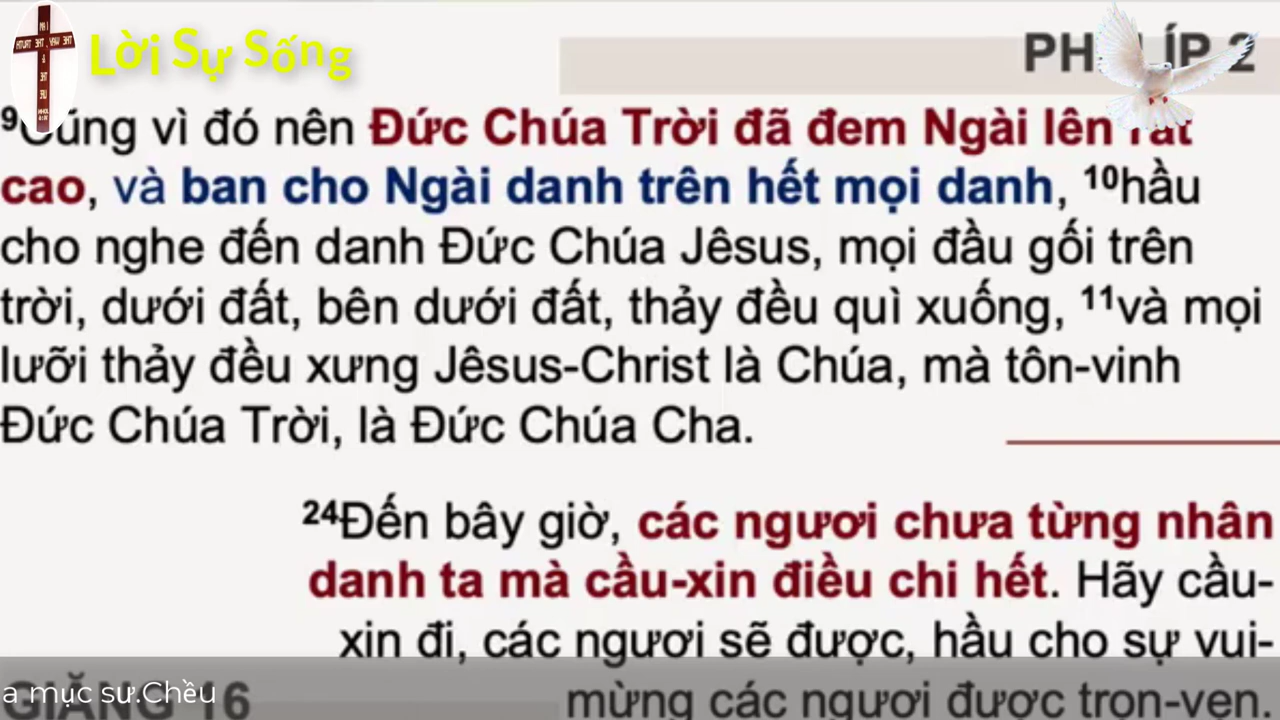 Lời Sự Sống
PH LÍP 2
⁹Cũng vì đó nên Đức Chúa Trời đã đem Ngài lên rất
cao, và ban cho Ngài danh trên hết mọi danh, ¹⁰hầu
cho nghe đến danh Đức Chúa Jêsus, mọi đầu gối trên
trời, dưới đất, bên dưới đất, thảy đều quì xuống, ¹¹và mọi
lưỡi thảy đều xưng Jêsus-Christ là Chúa, mà tôn-vinh
Đức Chúa Trời, là Đức Chúa Cha.
²⁴Đến bây giờ, các ngươi chưa từng nhân
danh ta mà cầu-xin điều chi hết. Hãy cầu-
xin đi, các ngươi sẽ được, hầu cho sự vui-
mừng các ngươi được trọn-vẹn.
GIĂNG 16
a mục sư.Chều